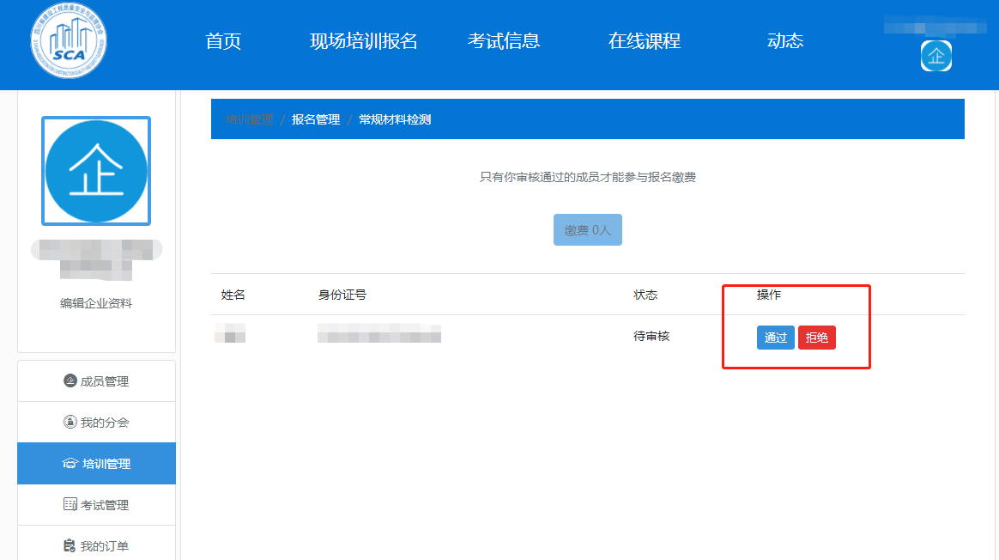 首页 现场培训报名 考试信息 在线课程 动态
SCA
企
企
编辑企业资料
成员管理
我的分会
培训管理
考试管理
我的订单
培训管理 / 报名管理 / 常规材料检测
只有你审核通过的成员才能参与报名缴费
缴费 0人
姓名 身份证号 状态 操作
待审核 通过 拒绝